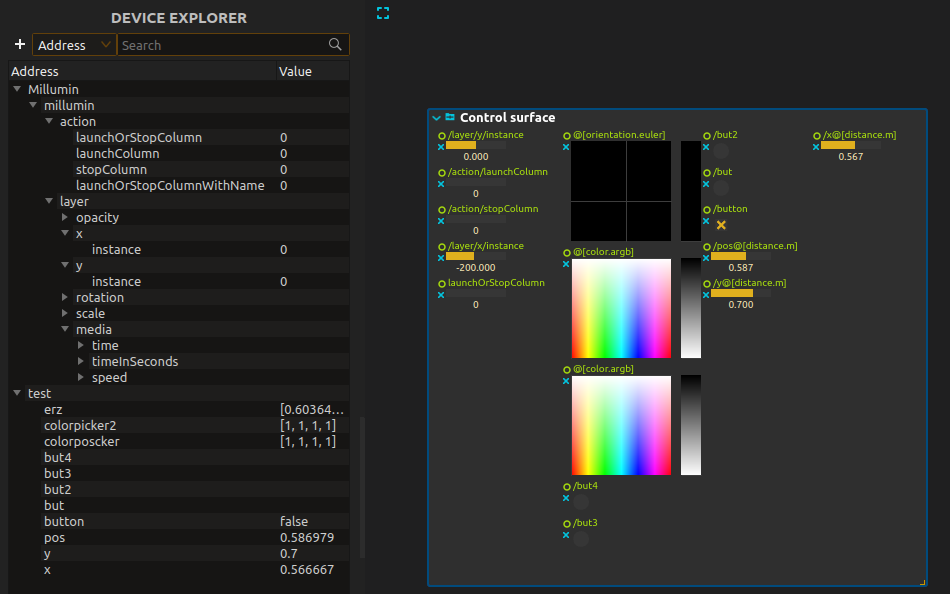 DEVICE EXPLORER
Address Search
Address Value
Millumin
millumin
action
launchOrStopColumn 0
launchColumn 0
stopColumn 0
launchOrStopColumnWithName 0
layer
opacity
x
instance 0
y
instance 0
rotation
scale
media
time
timeInSeconds
speed
test
erz [0.60364...
colorpicker2 [1, 1, 1, 1]
colorposcker [1, 1, 1, 1]
but4
but3
but2
but
button false
pos 0.586979
y 0.7
x 0.566667
Control surface
/layer/y/instance
0.000
/action/launchColumn
0
/action/stopColumn
0
/layer/x/instance
-200.000
launchOrStopColumn
0
@[orientation.euler]
@[color.argb]
@[color.argb]
/but4
/but3
/but2
/but
/button
/pos@[distance.m]
0.587
/y@[distance.m]
0.700
/x@[distance.m]
0.567